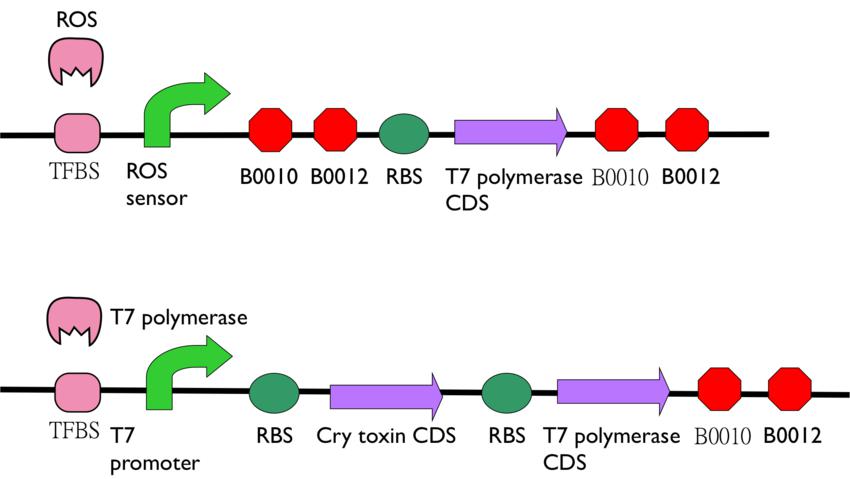 ROS
TFBS
ROS
sensor
B0010
B0012
RBS
T7 polymerase
CDS
B0010
B0012
T7 polymerase
TFBS
T7
promoter
RBS
Cry toxin CDS
RBS
T7 polymerase
CDS
B0010
B0012